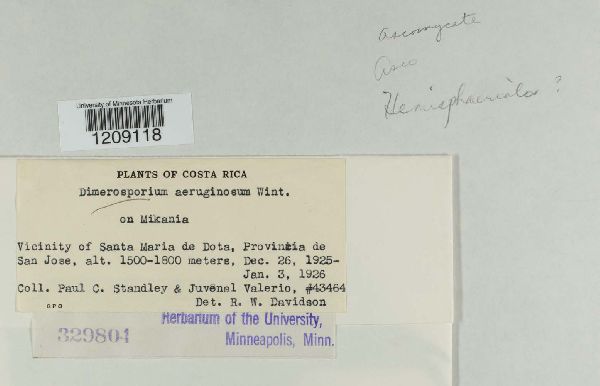 Ascomycete
Asco
Hemisphaeriales ?
University of Minnesota Herbarium
1209118
PLANTS OF COSTA RICA
Dimerosporium aeruginosum Wint.
on Mikania
Vicinity of Santa Maria de Dota, Provincia de
San Jose, alt. 1500-1800 meters, Dec. 26, 1925-
Jan. 3, 1926
Coll. Paul C. Standley & Juvenal Valerio, #43464
Det. R. W. Davidson
GPO
Herbarium of the University,
329804
Minneapolis, Minn.